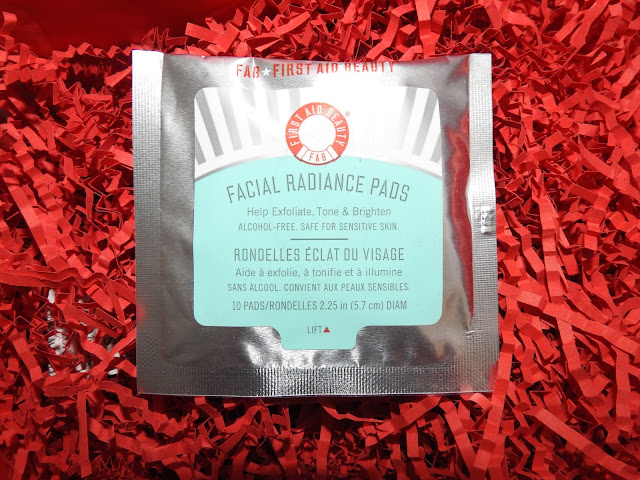 FAB★FIRST AID BEAUTY
FIRST AID BEAUTY®
FAB
FACIAL RADIANCE PADS
Help Exfoliate, Tone & Brighten
ALCOHOL-FREE. SAFE FOR SENSITIVE SKIN.
RONDELLES ÉCLAT DU VISAGE
Aide à exfolie, à tonifie et à illumine
SANS ALCOOL. CONVIENT AUX PEAUX SENSIBLES.
10 PADS/RONDELLES 2.25 in (5.7 cm) DIAM
LIFT▲